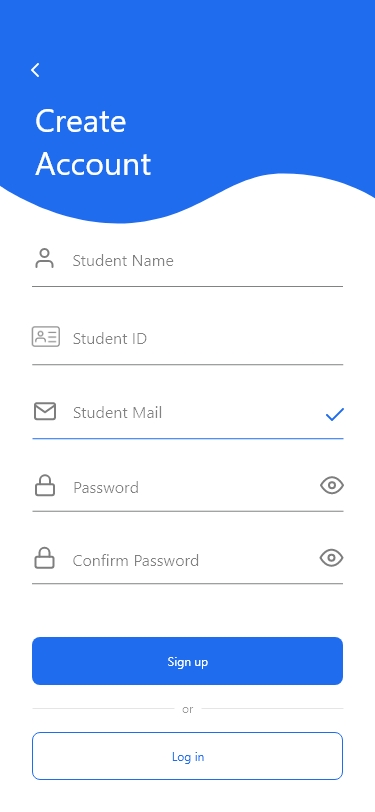 Create
Account
Student Name
Student ID
Student Mail
Password
Confirm Password
Sign up
or
Log in